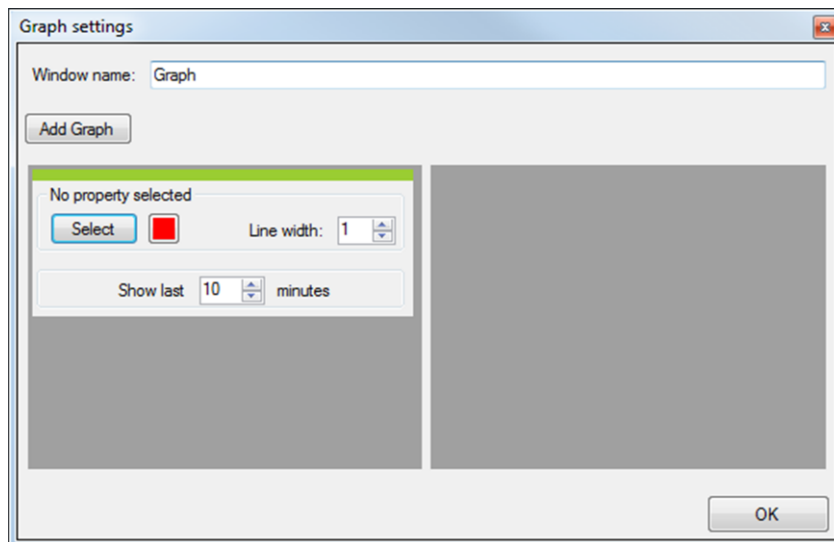 Graph settings
Window name: Graph
Add Graph
No property selected
Select Line width: 1
Show last 10 minutes
OK